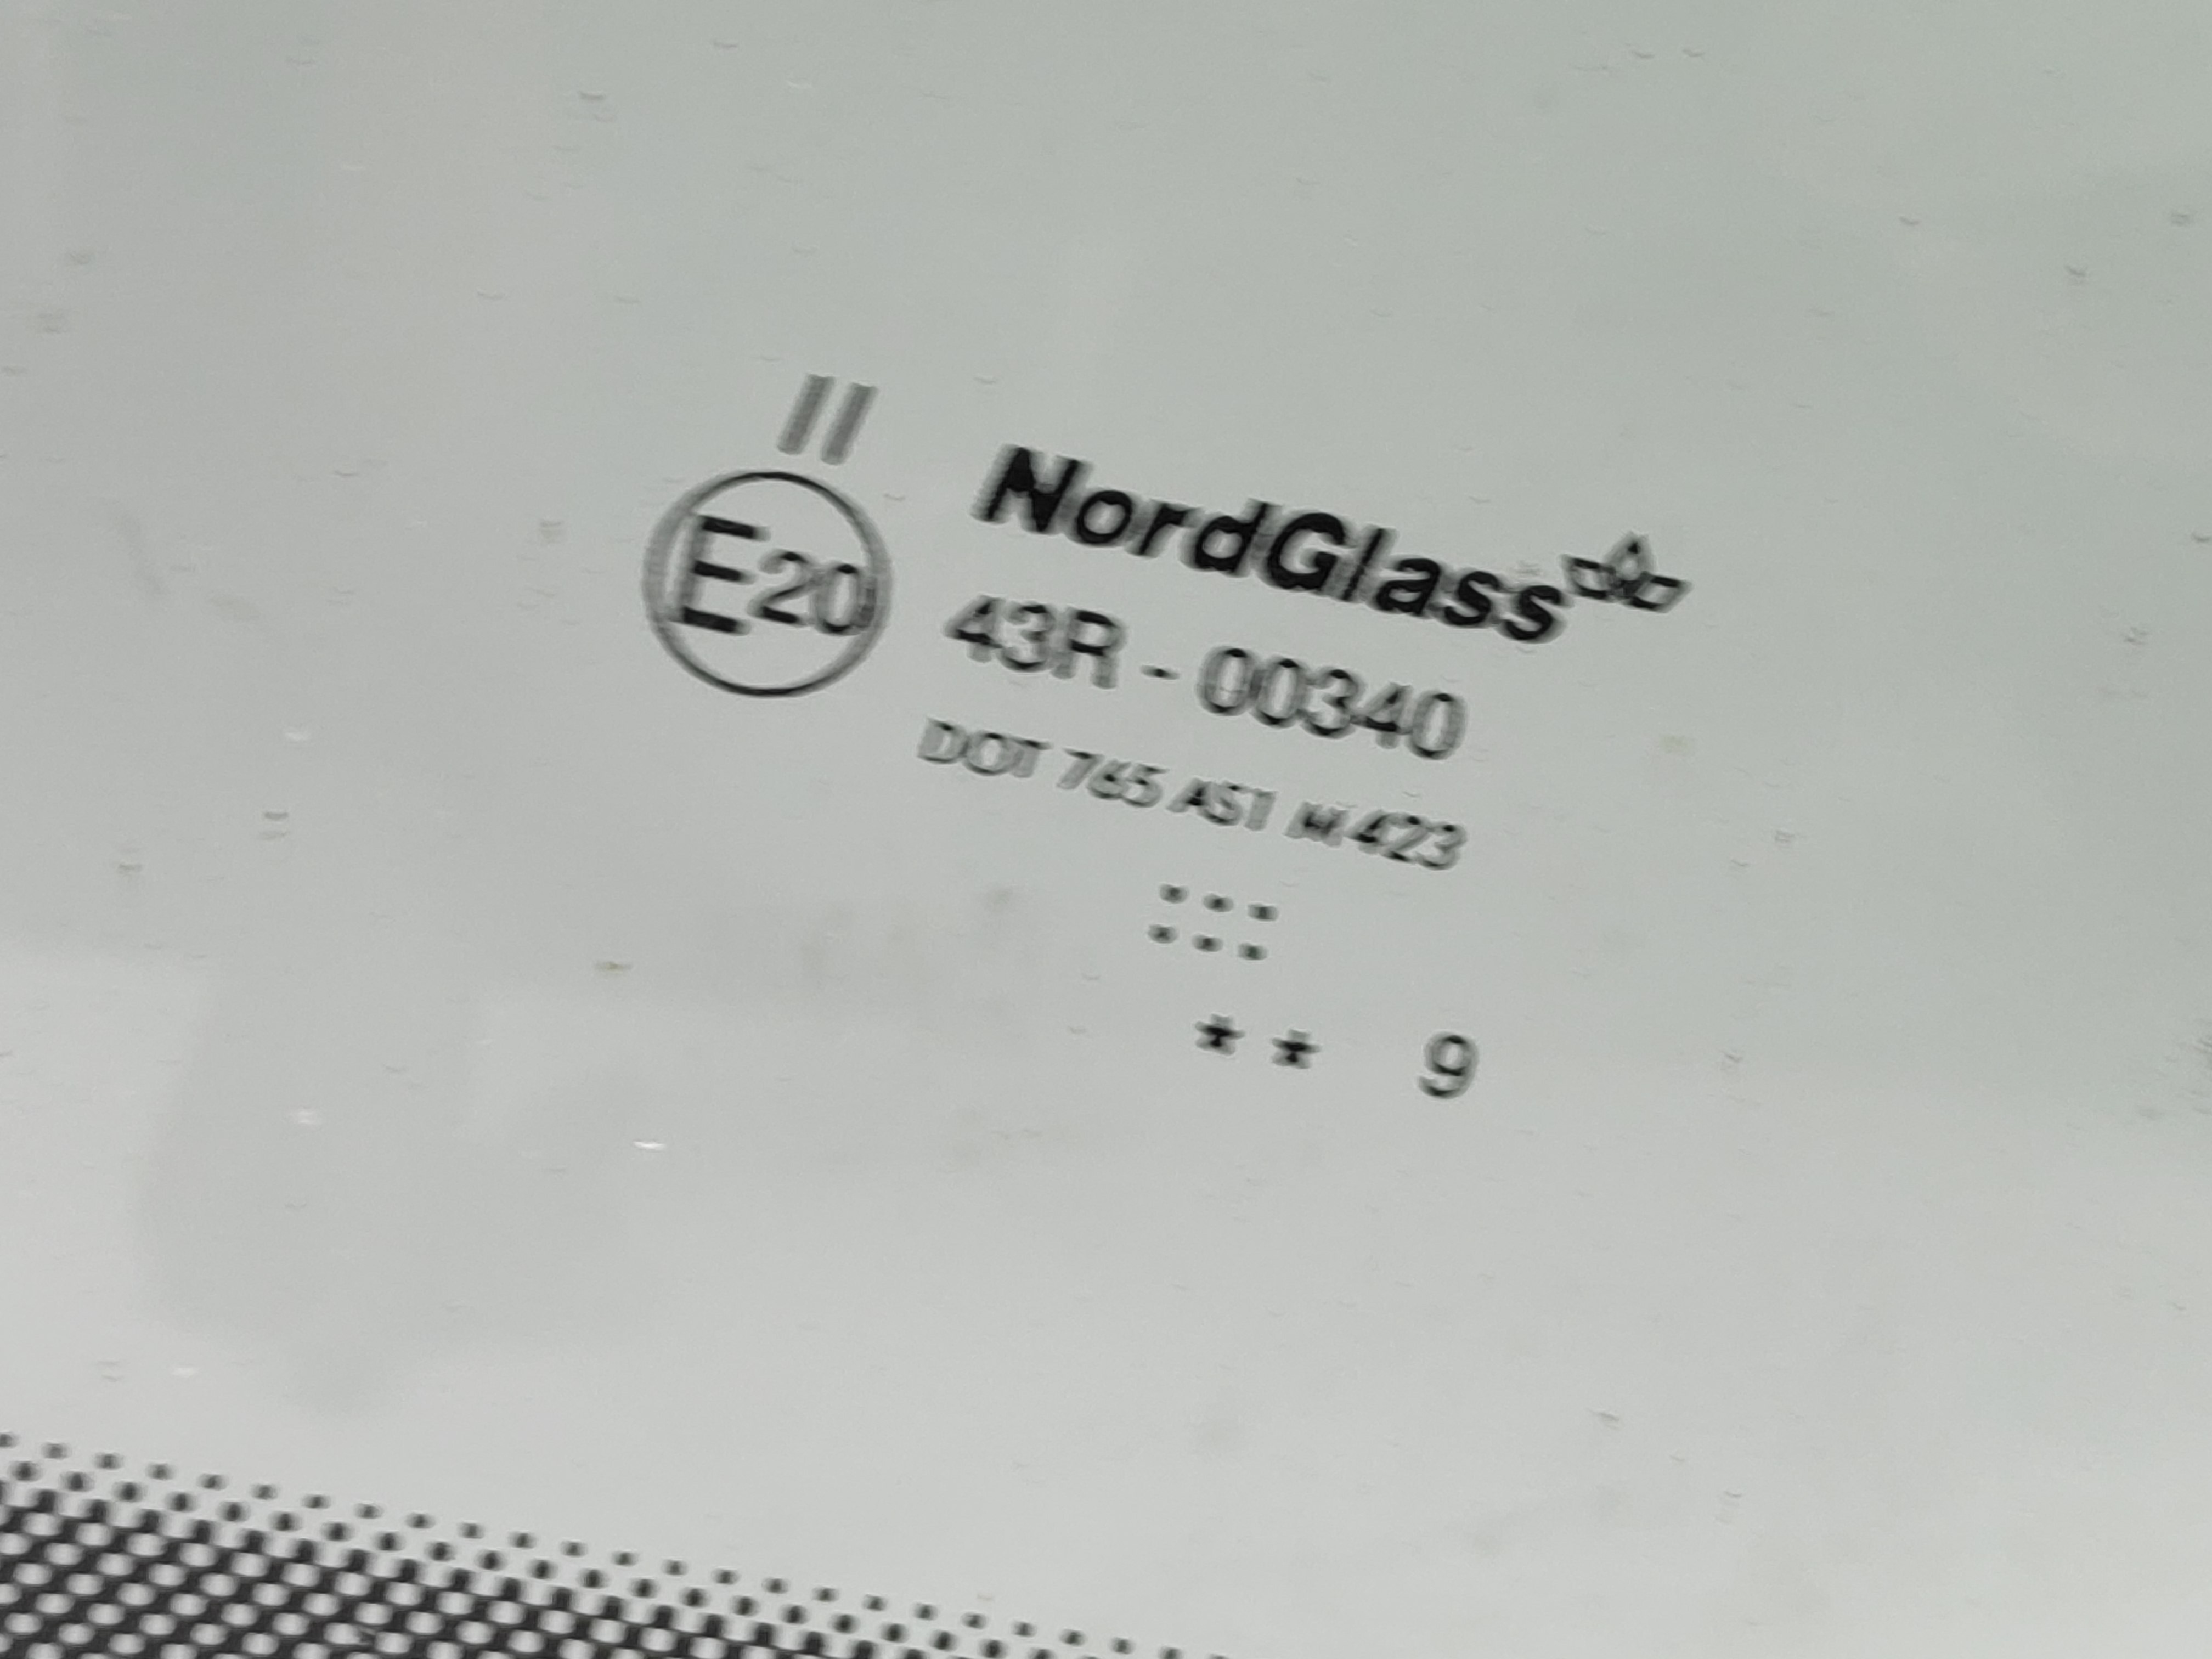 II
NordGlass
E20
43R - 00340
DOT 765 AS1 M423
** 9